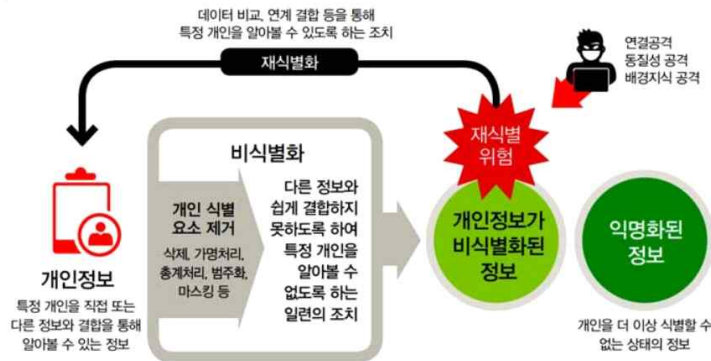 데이터 비교, 연계 결합 등을 통해
특정 개인을 알아볼 수 있도록 하는 조치
재식별화
연결공격
동질성 공격
배경지식 공격
재식별
위험
비식별화
개인 식별
요소 제거
삭제, 가명처리,
총계처리, 범주화,
마스킹 등
다른 정보와
쉽게 결합하지
못하도록 하여
특정 개인을
알아볼 수
없도록 하는
일련의 조치
개인정보가
비식별화된
정보
익명화된
정보
개인정보
특정 개인을 직접 또는
다른 정보와 결합을 통해
알아볼 수 있는 정보
개인을 더 이상 식별할 수
없는 상태의 정보